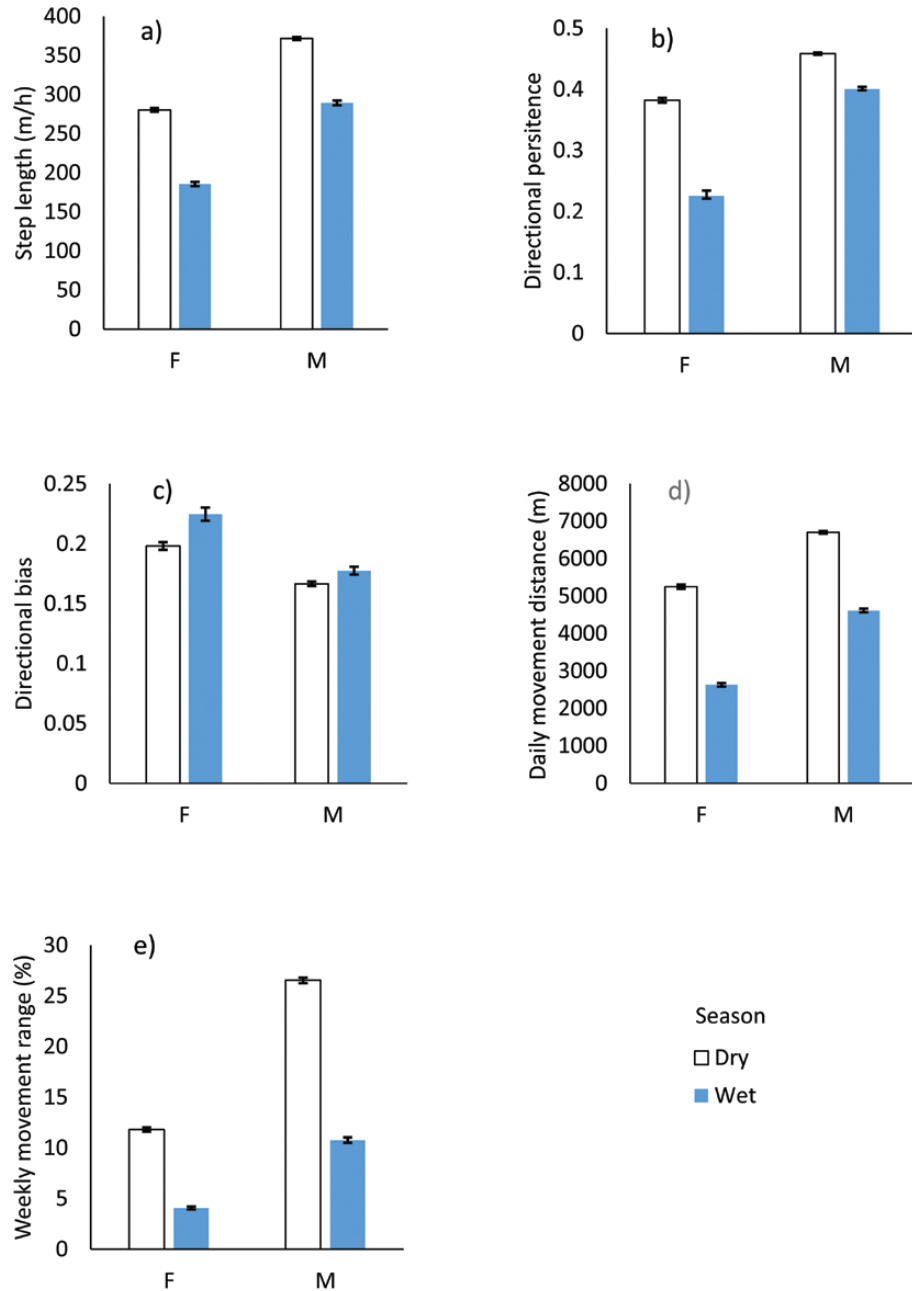 a)
Step length (m/h)
400
350
300
250
200
150
100
50
0
F M
b)
Directional persitence
0.5
0.4
0.3
0.2
0.1
0
F M
c)
Directional bias
0.25
0.2
0.15
0.1
0.05
0
F M
d)
Daily movement distance (m)
8000
7000
6000
5000
4000
3000
2000
1000
0
F M
e)
Weekly movement range (%)
30
25
20
15
10
5
0
F M
Season
Dry
Wet